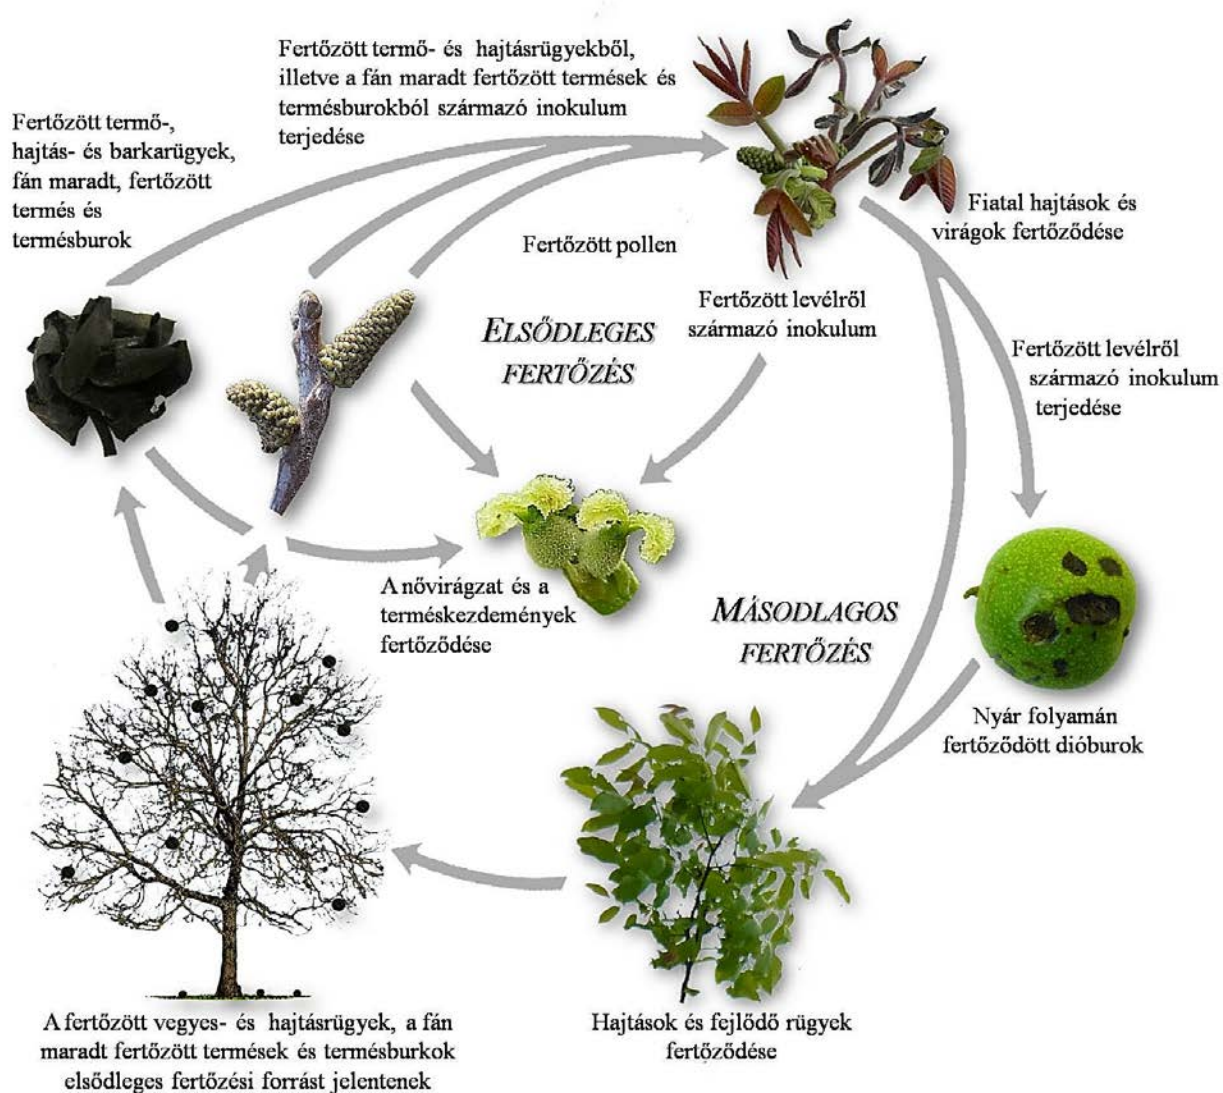 Fertőzött termő- és hajtásrügyekből,
illetve a fán maradt fertőzött termések és
termésburokból származó inokulum
terjedése
Fertőzött termő-,
hajtás- és barkarügyek,
fán maradt, fertőzött
termés és
termésburok
Fiatal hajtások és
virágok fertőződése
Fertőzött pollen
Fertőzött levélről
származó inokulum
ELSŐDLEGES
FERTŐZÉS
Fertőzött levélről
származó inokulum
terjedése
A nővirágzat és a
terméskezdemények
fertőződése
MÁSODLAGOS
FERTŐZÉS
Nyár folyamán
fertőződött dióburok
A fertőzött vegyes- és hajtásrügyek, a fán
maradt fertőzött termések és termésburkok
elsődleges fertőzési forrást jelentenek
Hajtások és fejlődő rügyek
fertőződése